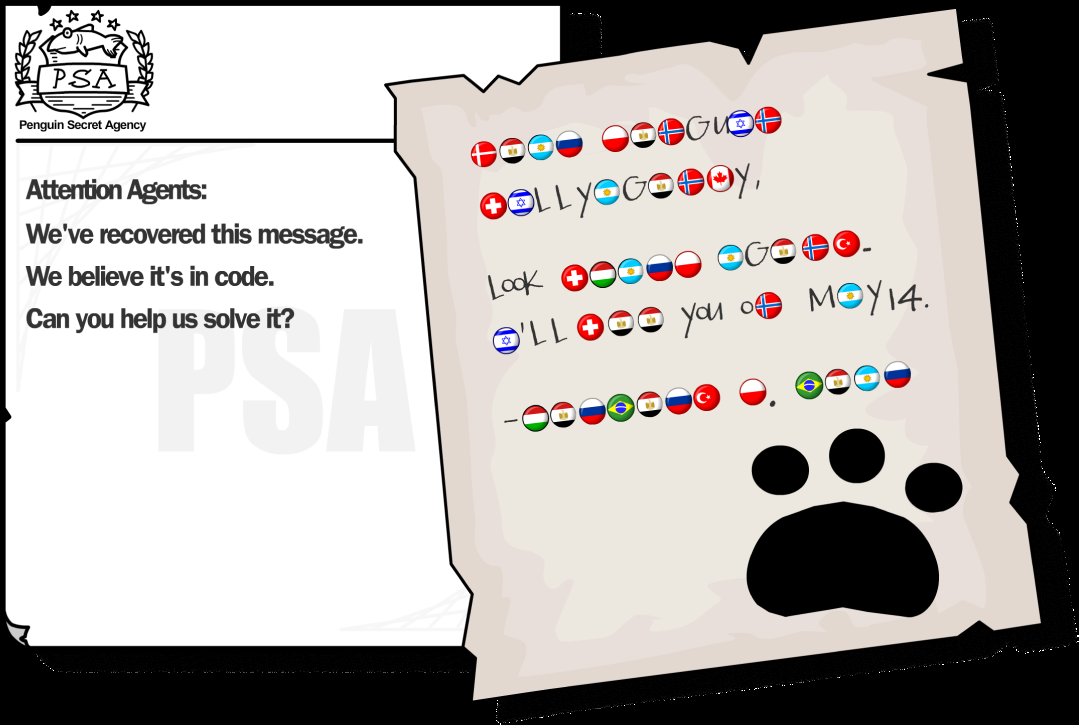 PSA
Penguin Secret Agency
Attention Agents:
We've recovered this message.
We believe it's in code.
Can you help us solve it?
PSA
🇩🇰🇪🇬🇦🇷🇷🇺 🇵🇱🇪🇬🇳🇴Gu🇮🇱🇳🇴
🇨🇭🇮🇱LLY🇦🇷G🇪🇬🇳🇴🇨🇦Y,
Look 🇨🇭🇭🇺🇦🇷🇷🇺🇵🇱 🇦🇷G🇪🇬🇳🇴🇹🇷-
🇮🇱'LL 🇨🇭🇪🇬🇪🇬 you o🇳🇴 M🇦🇷Y 14.
-🇭🇺🇪🇬🇷🇺🇧🇷🇪🇬🇷🇺🇹🇷 🇵🇱. 🇧🇷🇪🇬🇦🇷🇷🇺